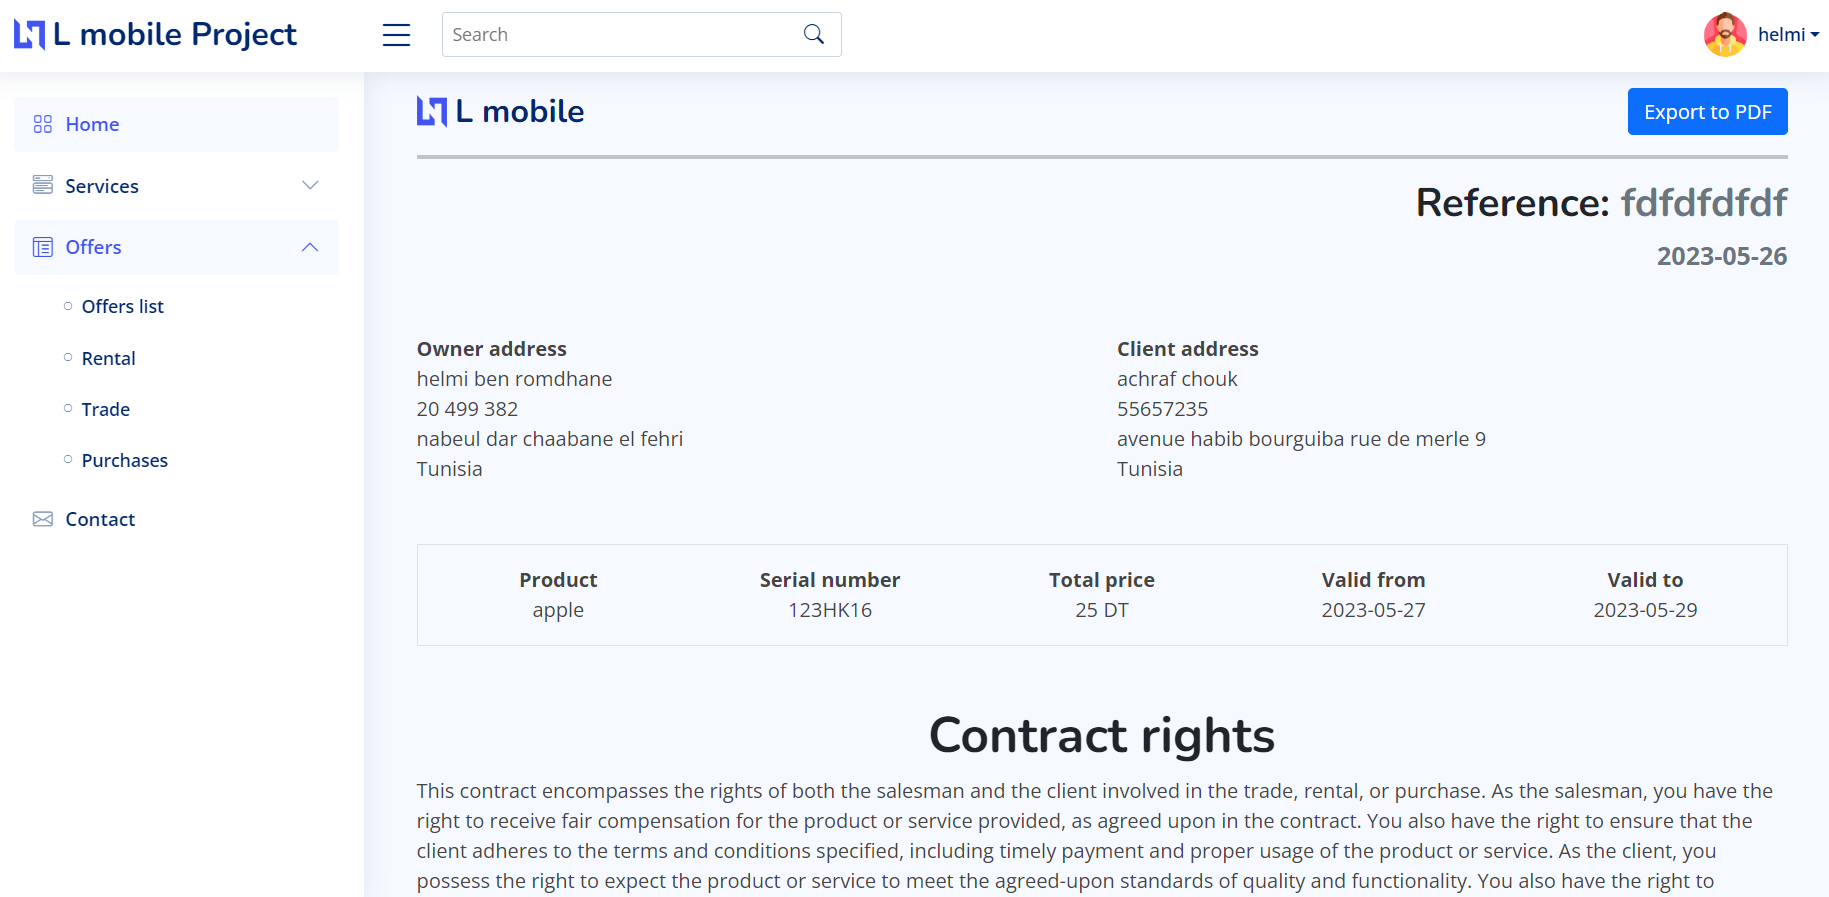 L mobile Project
Search
helmi
Home
Services
Offers
Offers list
Rental
Trade
Purchases
Contact
L mobile
Export to PDF
Reference: fdfdfdfdf
2023-05-26
Owner address
helmi ben romdhane
20 499 382
nabeul dar chaabane el fehri
Tunisia
Client address
achraf chouk
55657235
avenue habib bourguiba rue de merle 9
Tunisia
Product Serial number Total price Valid from Valid to
apple 123HK16 25 DT 2023-05-27 2023-05-29
Contract rights
This contract encompasses the rights of both the salesman and the client involved in the trade, rental, or purchase. As the salesman, you have the
right to receive fair compensation for the product or service provided, as agreed upon in the contract. You also have the right to ensure that the
client adheres to the terms and conditions specified, including timely payment and proper usage of the product or service. As the client, you
possess the right to expect the product or service to meet the agreed-upon standards of quality and functionality. You also have the right to